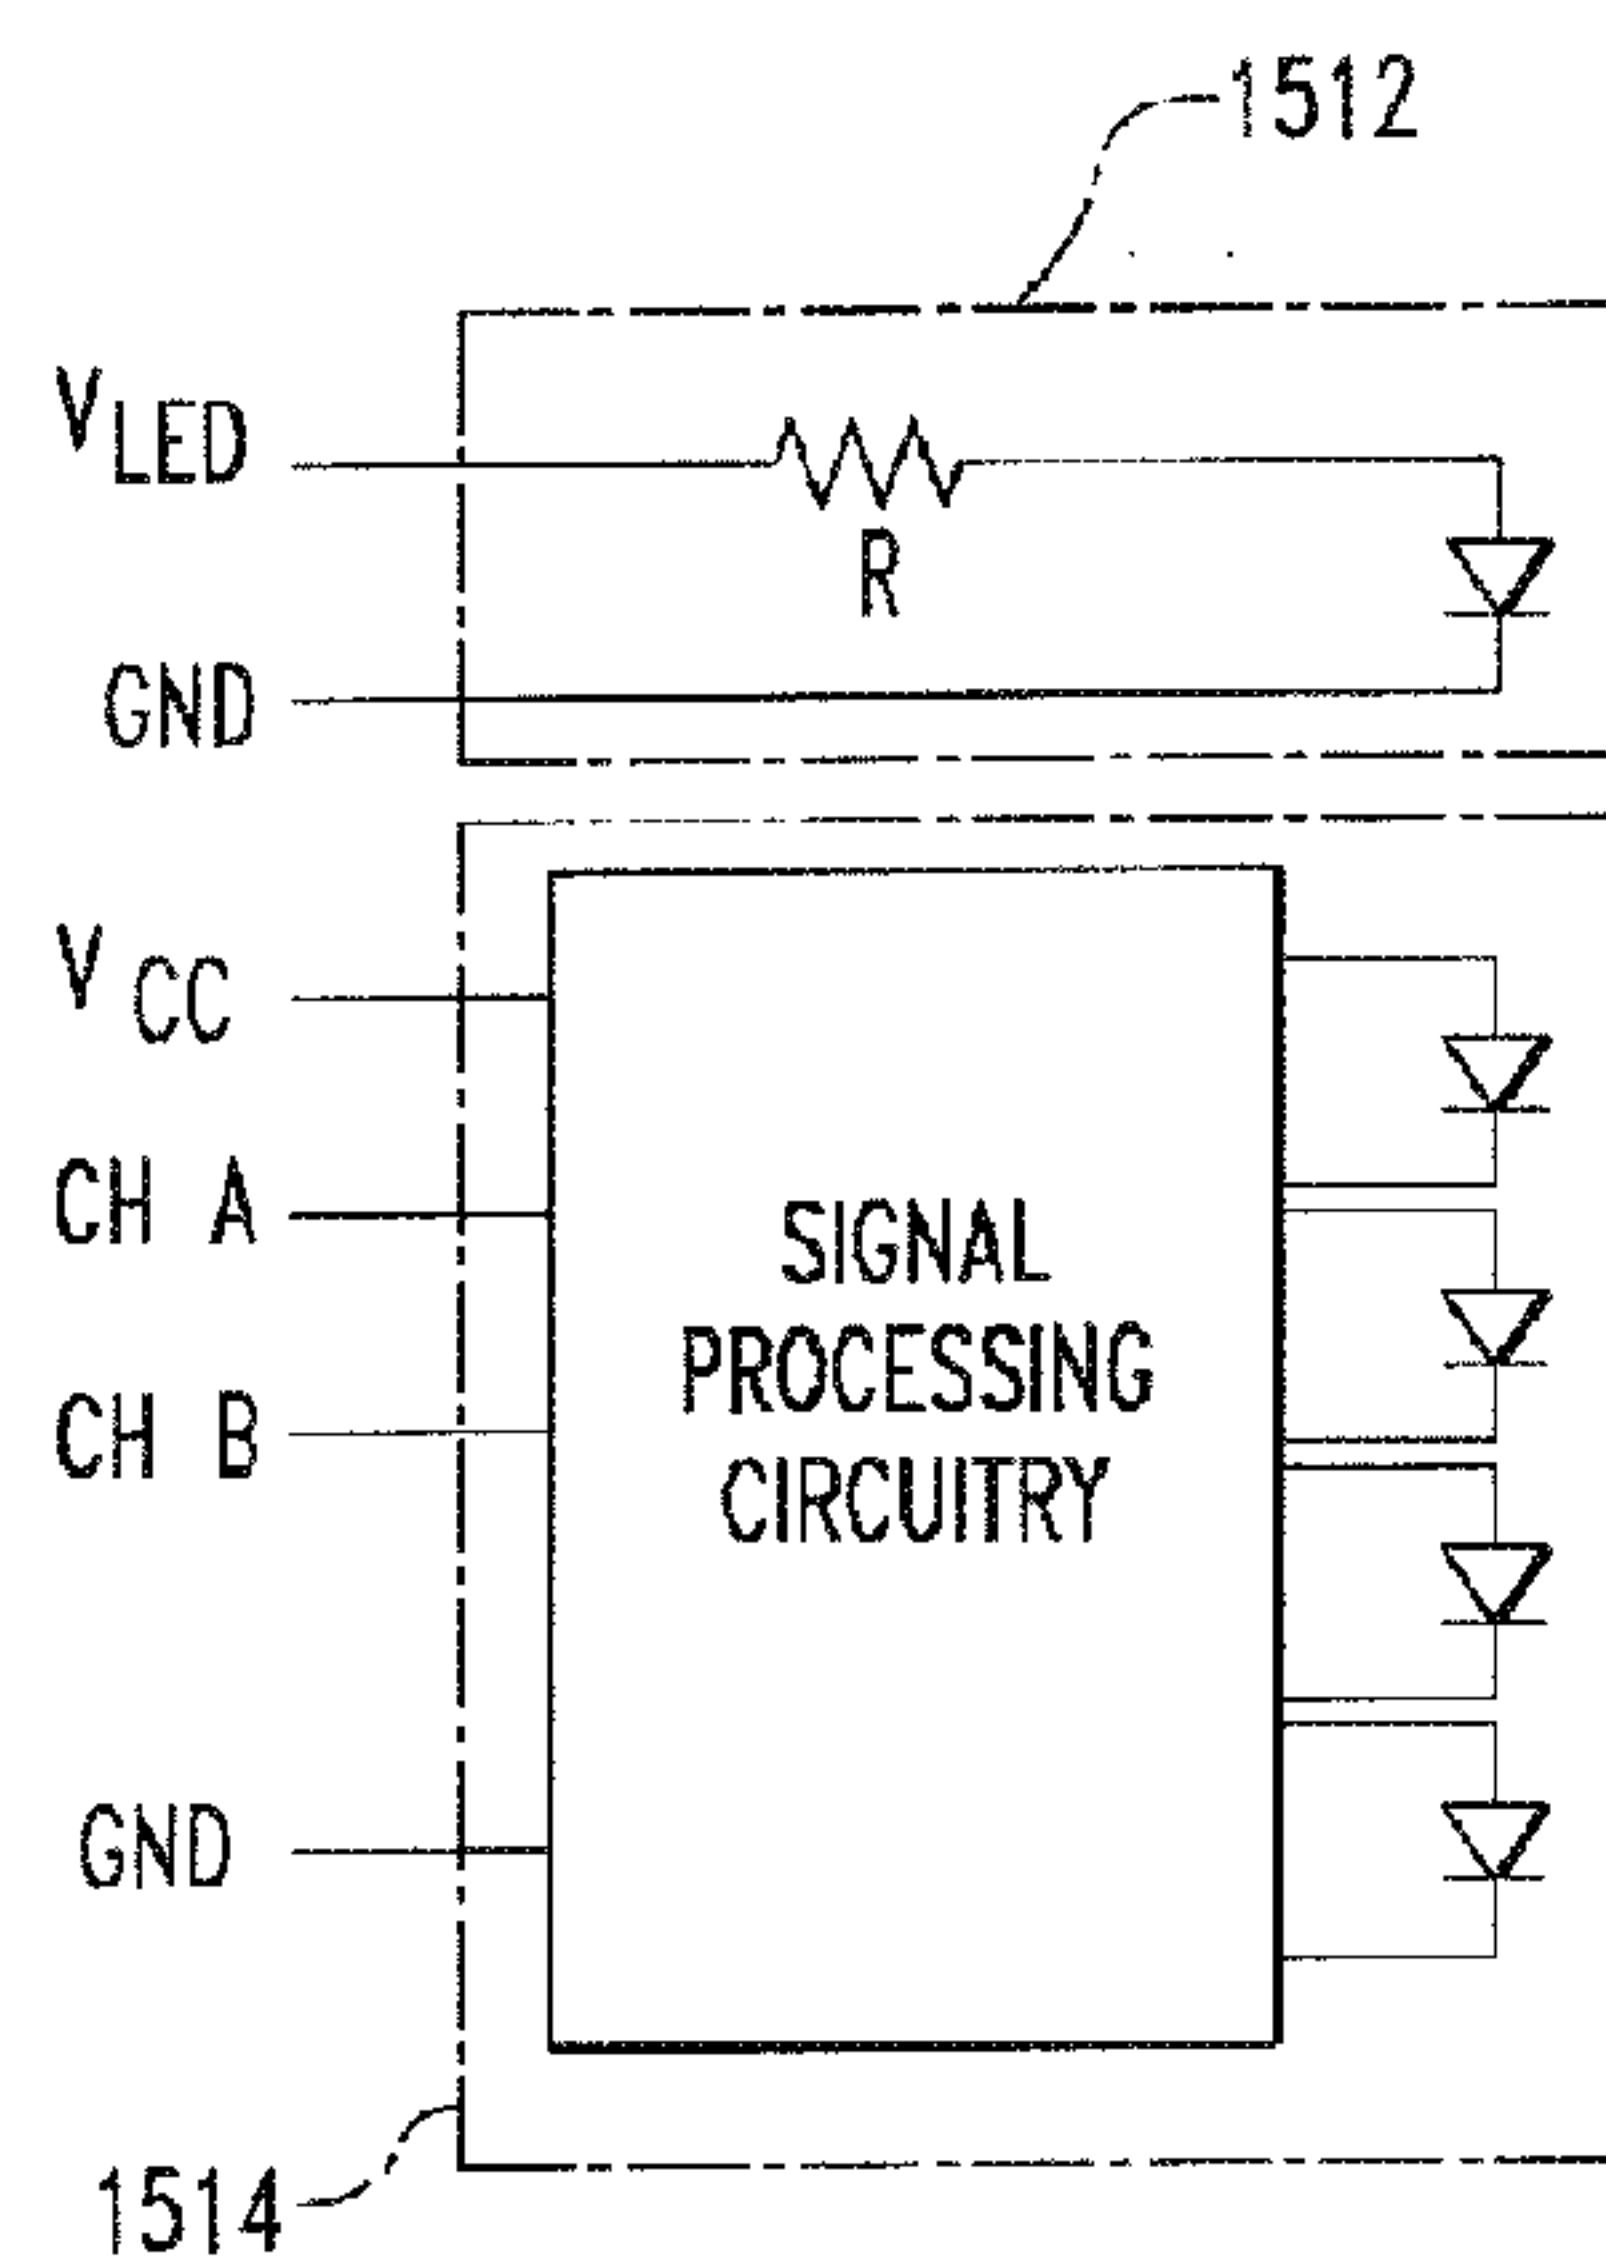 1512
VLED
R
GND
VCC
CH A
CH B
SIGNAL
PROCESSING
CIRCUITRY
GND
1514